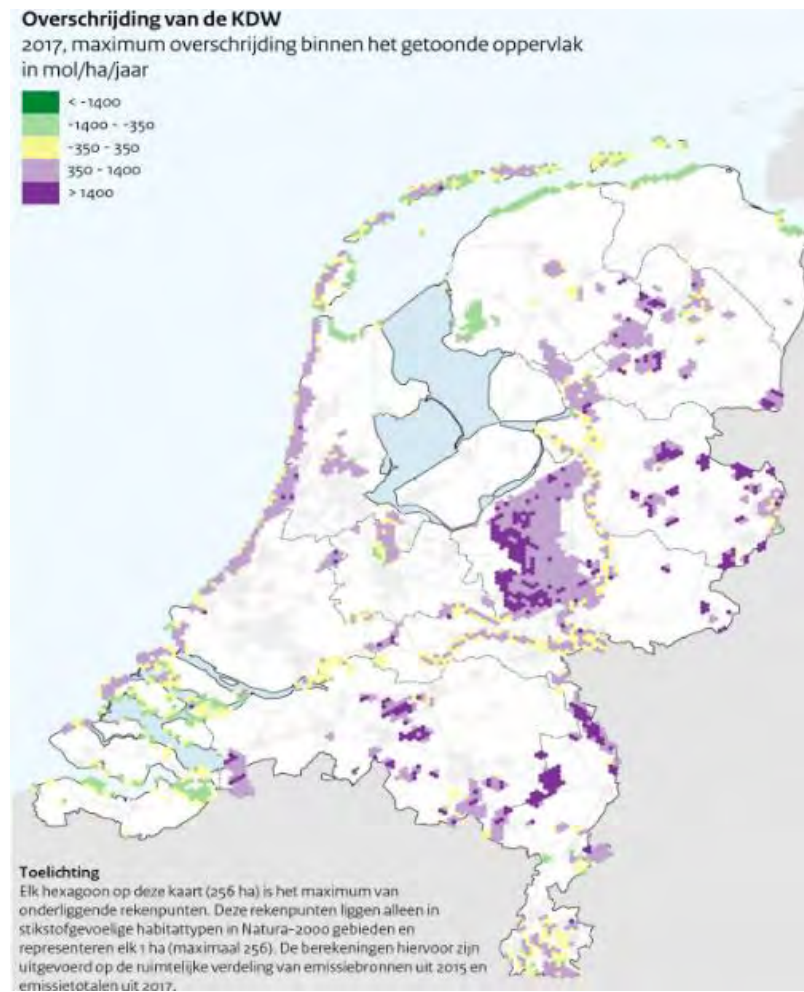 Overschrijding van de KDW
2017, maximum overschrijding binnen het getoonde oppervlak
in mol/ha/jaar
< -1400
-1400 - -350
-350 - 350
350 - 1400
> 1400
Toelichting
Elk hexagoon op deze kaart (256 ha) is het maximum van
onderliggende rekenpunten. Deze rekenpunten liggen alleen in
stikstofgevoelige habitattypen in Natura-2000 gebieden en
representeren elk 1 ha (maximaal 256). De berekeningen hiervoor zijn
uitgevoerd op de ruimtelijke verdeling van emissiebronnen uit 2015 en
emissietotalen uit 2017.